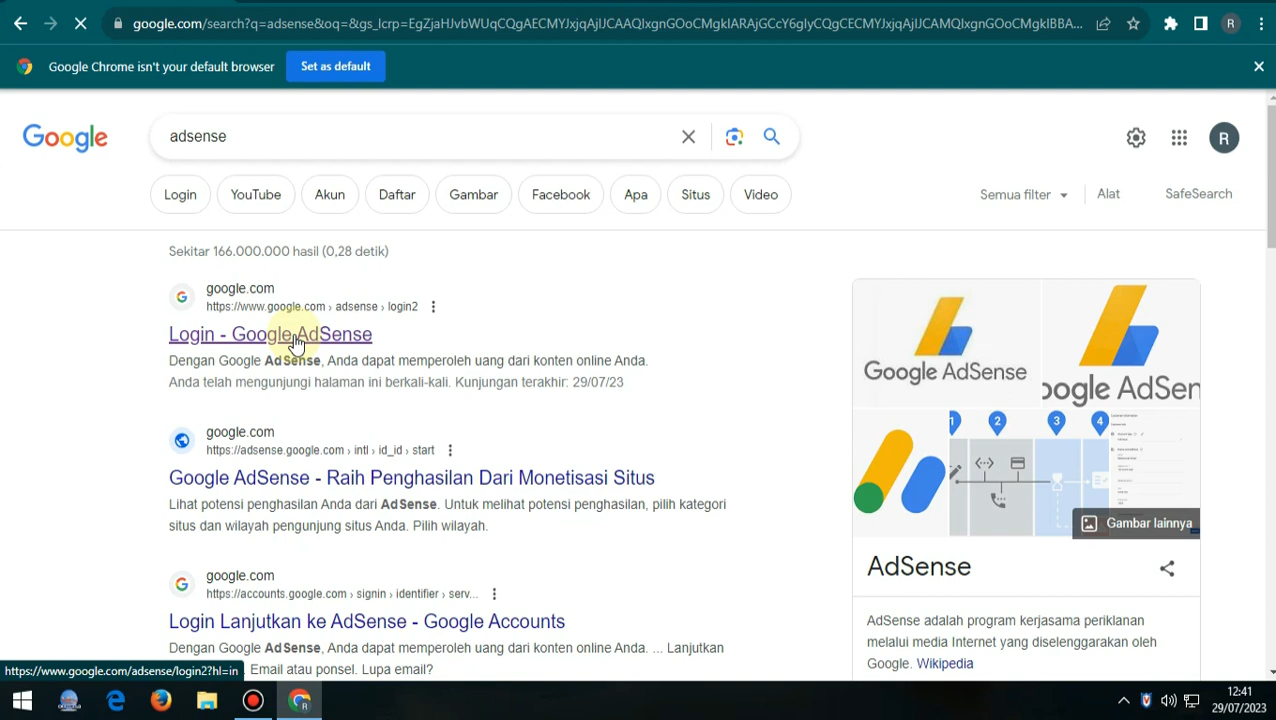 google.com/search?q=adsense&oq=&gs_lcrp=EgZjaHJvbWUqCQgAECMYJxjqAjICAAQIxgnGOoCMgkIARAjGCcY6gIyCQgCECMYJxjqAjICAMQIxgnGOoCMgkIBBA...
Google Chrome isn't your default browser
Set as default
Google
adsense
R
Login
YouTube
Akun
Daftar
Gambar
Facebook
Apa
Situs
Video
Semua filter
Alat
SafeSearch
Sekitar 166.000.000 hasil (0,28 detik)
google.com
https://www.google.com › adsense › login2
Login - Google AdSense
Dengan Google AdSense, Anda dapat memperoleh uang dari konten online Anda.
Anda telah mengunjungi halaman ini berkali-kali. Kunjungan terakhir: 29/07/23
google.com
https://adsense.google.com › intl › id_id › start
Google AdSense - Raih Penghasilan Dari Monetisasi Situs
Lihat potensi penghasilan Anda dari AdSense. Untuk melihat potensi penghasilan, pilih kategori
situs dan wilayah pengunjung situs Anda. Pilih wilayah.
google.com
https://accounts.google.com › signin › identifier › serv...
Login Lanjutkan ke AdSense - Google Accounts
Dengan Google AdSense, Anda dapat memperoleh uang dari konten online Anda. ... Lanjutkan
Email atau ponsel. Lupa email?
Google AdSense
oogle AdSen
1
2
3
4
Gambar lainnya
AdSense
AdSense adalah program kerjasama periklanan
melalui media Internet yang diselenggarakan oleh
Google. Wikipedia
https://www.google.com/adsense/login2?hl=in
12:41
29/07/2023